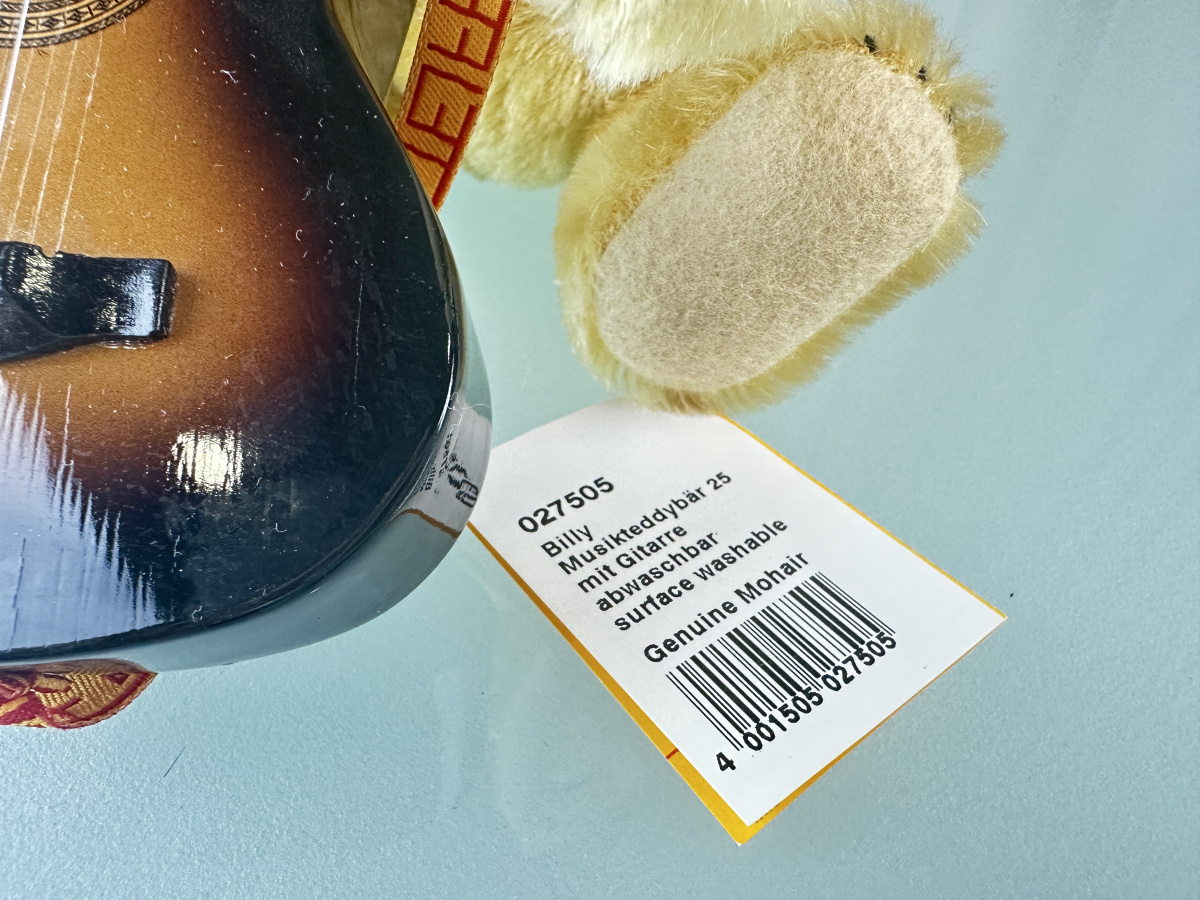 027505
Billy
Musikteddybär 25
mit Gitarre
abwaschbar
surface washable
Genuine Mohair
4 001505 027505